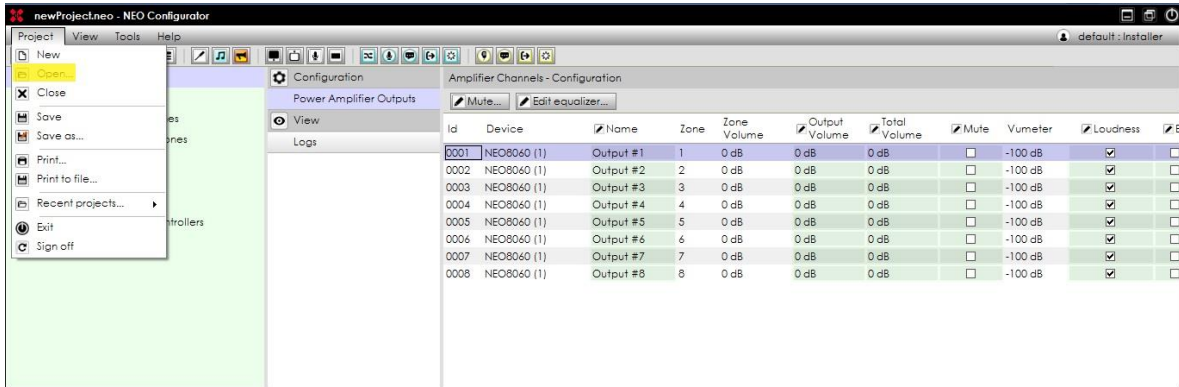 newProject.neo - NEO Configurator
Project View Tools Help
default : Installer
New
Open...
Close
Save
Save as...
Print...
Print to file...
Recent projects...
Exit
Sign off
Configuration
Power Amplifier Outputs
View
Logs
Amplifier Channels - Configuration
Mute... Edit equalizer...
Id Device Name Zone Zone Volume Output Volume Total Volume Mute Vumeter Loudness
0001 NEO8060 (1) Output #1 1 0 dB 0 dB 0 dB -100 dB
0002 NEO8060 (1) Output #2 2 0 dB 0 dB 0 dB -100 dB
0003 NEO8060 (1) Output #3 3 0 dB 0 dB 0 dB -100 dB
0004 NEO8060 (1) Output #4 4 0 dB 0 dB 0 dB -100 dB
0005 NEO8060 (1) Output #5 5 0 dB 0 dB 0 dB -100 dB
0006 NEO8060 (1) Output #6 6 0 dB 0 dB 0 dB -100 dB
0007 NEO8060 (1) Output #7 7 0 dB 0 dB 0 dB -100 dB
0008 NEO8060 (1) Output #8 8 0 dB 0 dB 0 dB -100 dB